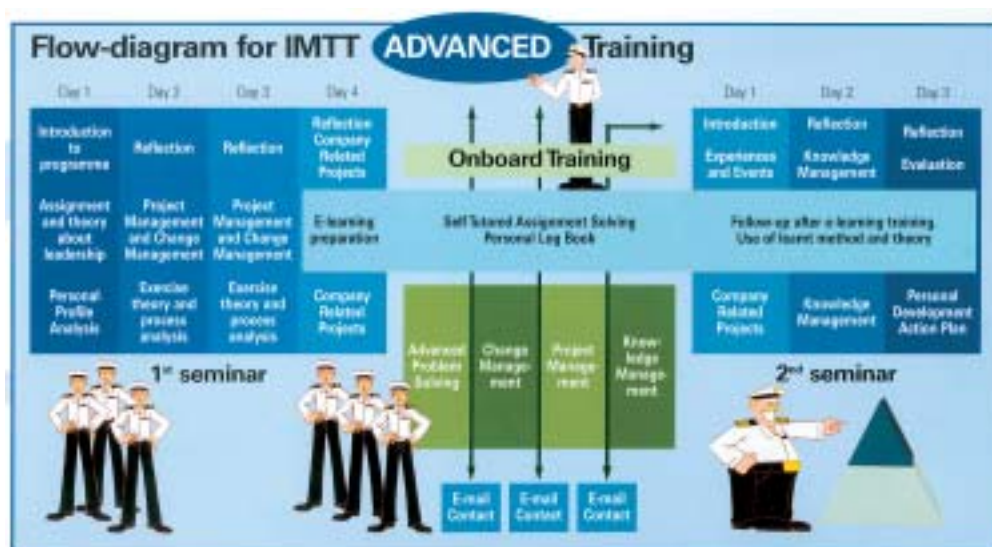 Flow-diagram for IMTT ADVANCED Training
Day 1
Day 2
Day 3
Day 4
Introduction
to
programme
Reflection
Reflection
Reflection
Company
Related
Projects
Assignment
and theory
about
leadership
Project
Management
and Change
Management
Project
Management
and Change
Management
E-learning
preparation
Personal
Profile
Analysis
Exercise
theory and
process
analysis
Exercise
theory and
process
analysis
Company
Related
Projects
1st seminar
Onboard Training
Self Tutored Assignment Solving
Personal Log Book
Advanced
Problem
Solving
Change
Manage-
ment
Project
Manage-
ment
Know-
ledge
Manage-
ment
E-mail
Contact
E-mail
Contact
E-mail
Contact
Day 1
Day 2
Day 3
Introduction
Experiences
and Events
Reflection
Knowledge
Management
Reflection
Evaluation
Follow-up after e-learning training
Use of learnt method and theory
Company
Related
Projects
Knowledge
Management
Personal
Development
Action Plan
2nd seminar